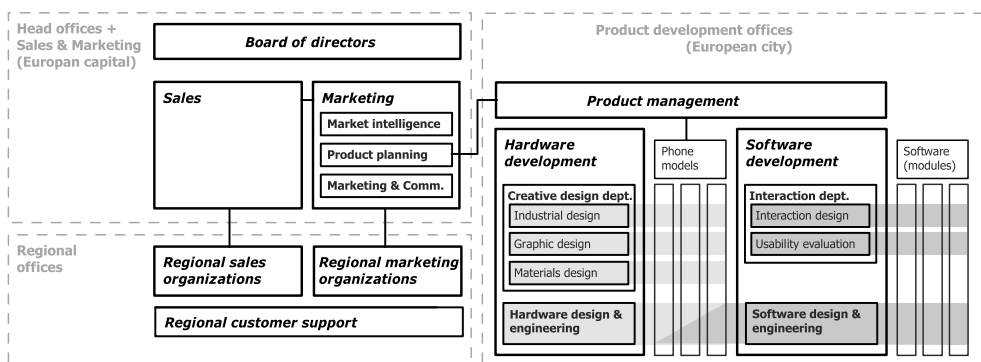 Head offices +
Sales & Marketing
(Europan capital)
Board of directors
Sales
Marketing
Market intelligence
Product planning
Marketing & Comm.
Regional
offices
Regional sales
organizations
Regional marketing
organizations
Regional customer support
Product development offices
(European city)
Product management
Hardware
development
Creative design dept.
Industrial design
Graphic design
Materials design
Hardware design &
engineering
Phone
models
Software
development
Interaction dept.
Interaction design
Usability evaluation
Software design &
engineering
Software
(modules)